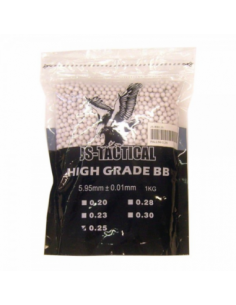 JS-TACTICAL
HIGH GRADE BB
5.95mm ± 0.01mm 1KG
0.20 0.28
0.23 0.30
0.25